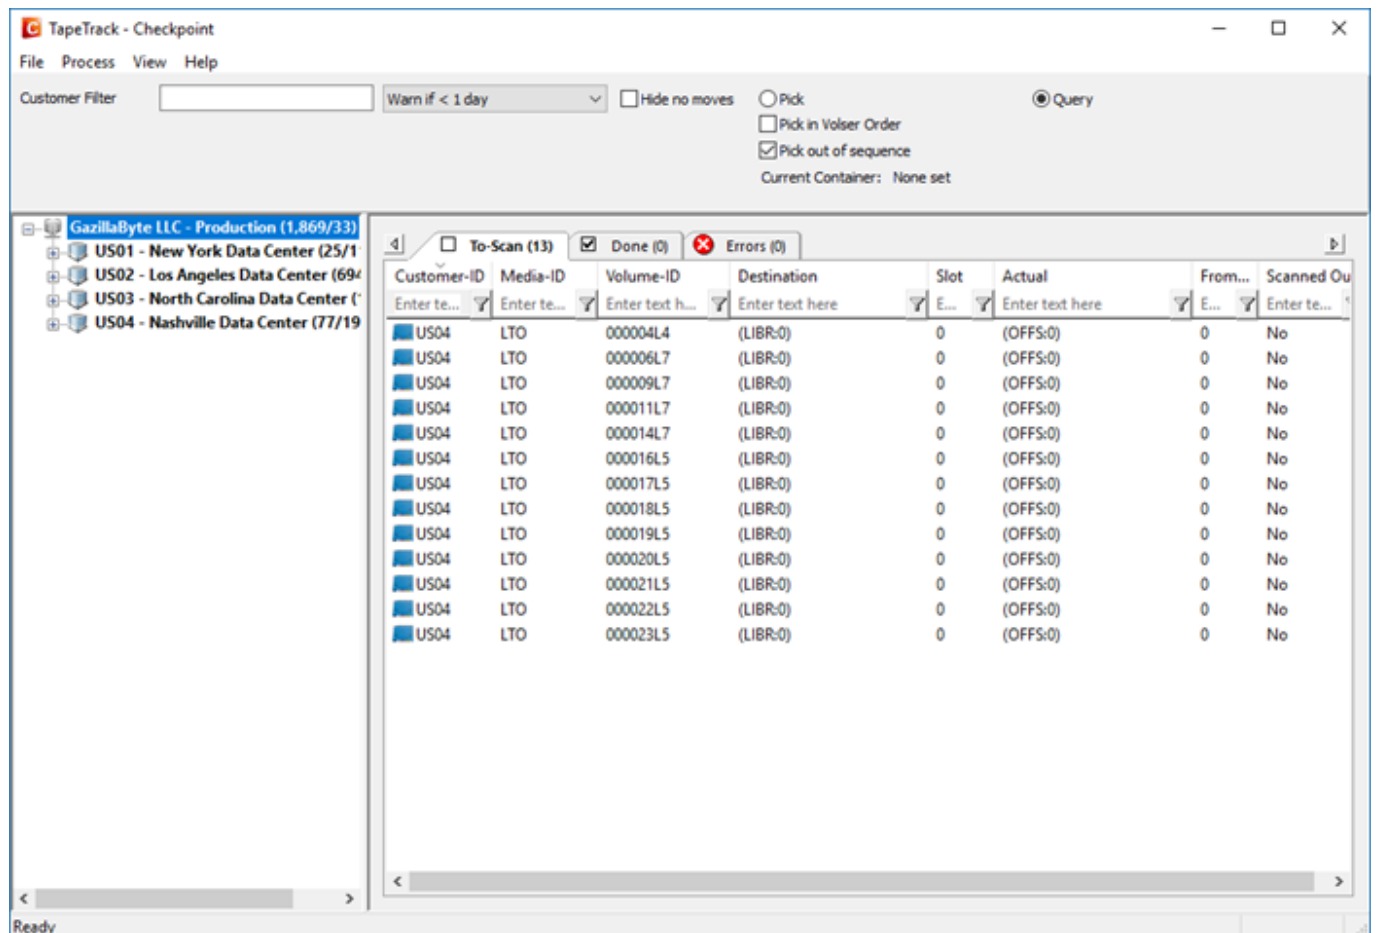 TapeTrack - Checkpoint
File Process View Help
Customer Filter Warn if < 1 day Hide no moves Pick Query
Pick in Volser Order
Pick out of sequence
Current Container: None set
GazillaByte LLC - Production (1,869/33)
US01 - New York Data Center (25/1
US02 - Los Angeles Data Center (694
US03 - North Carolina Data Center (
US04 - Nashville Data Center (77/19
To-Scan (13) Done (0) Errors (0)
Customer-ID Media-ID Volume-ID Destination Slot Actual From... Scanned Ou
Enter te... Enter te... Enter text h... Enter text here E... Enter text here E... Enter te...
US04 LTO 000004L4 (LIBR:0) 0 (OFFS:0) 0 No
US04 LTO 000006L7 (LIBR:0) 0 (OFFS:0) 0 No
US04 LTO 000009L7 (LIBR:0) 0 (OFFS:0) 0 No
US04 LTO 000011L7 (LIBR:0) 0 (OFFS:0) 0 No
US04 LTO 000014L7 (LIBR:0) 0 (OFFS:0) 0 No
US04 LTO 000016L5 (LIBR:0) 0 (OFFS:0) 0 No
US04 LTO 000017L5 (LIBR:0) 0 (OFFS:0) 0 No
US04 LTO 000018L5 (LIBR:0) 0 (OFFS:0) 0 No
US04 LTO 000019L5 (LIBR:0) 0 (OFFS:0) 0 No
US04 LTO 000020L5 (LIBR:0) 0 (OFFS:0) 0 No
US04 LTO 000021L5 (LIBR:0) 0 (OFFS:0) 0 No
US04 LTO 000022L5 (LIBR:0) 0 (OFFS:0) 0 No
US04 LTO 000023L5 (LIBR:0) 0 (OFFS:0) 0 No
Ready